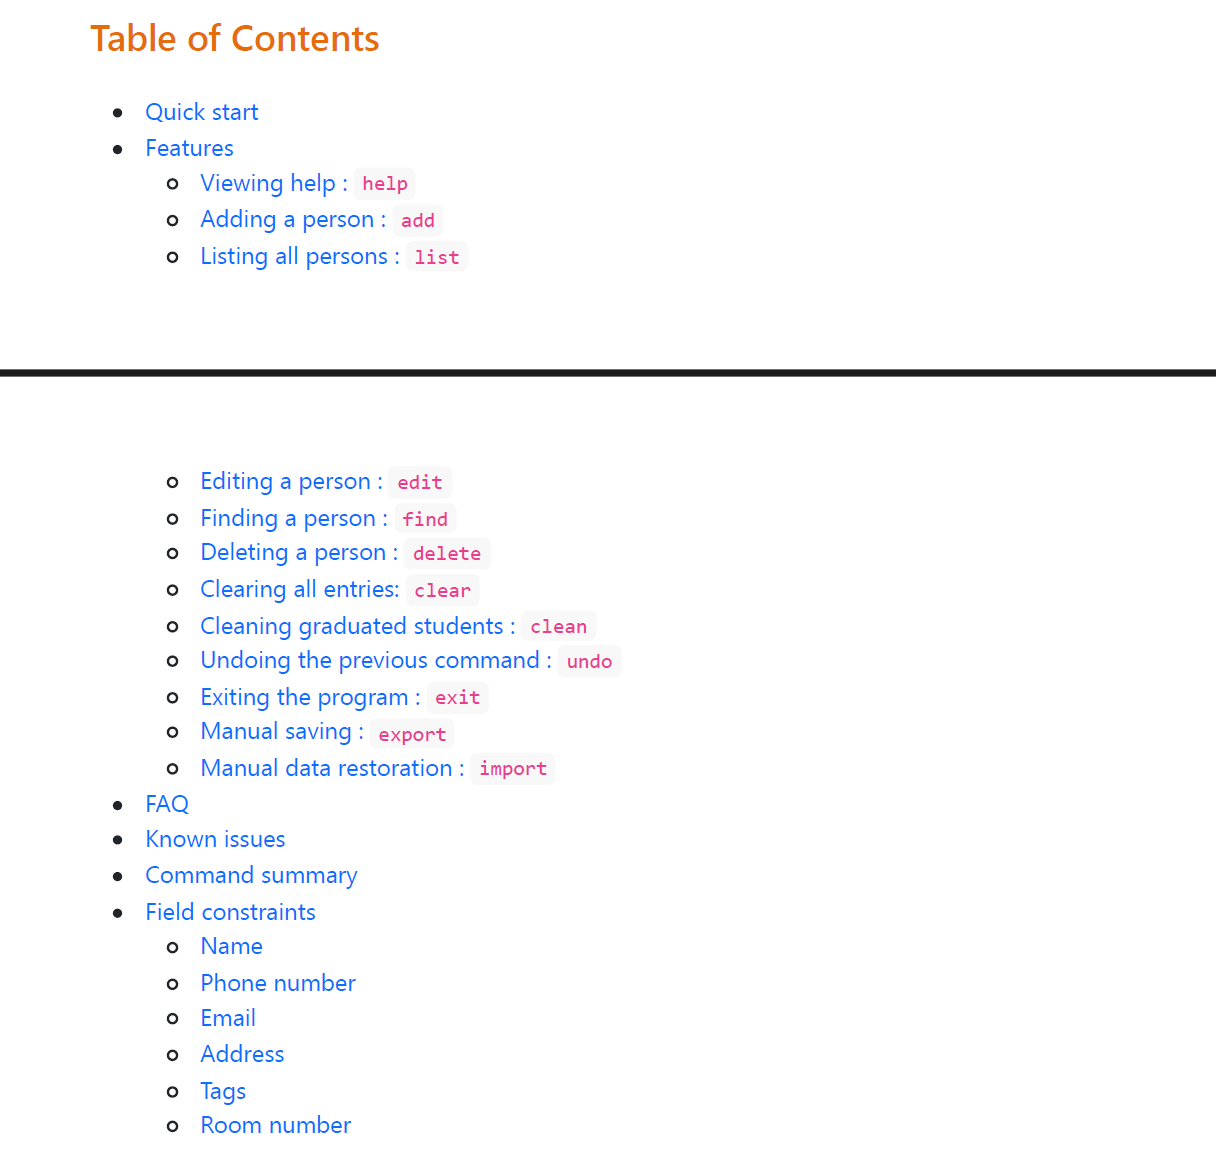 Table of Contents
Quick start
Features
Viewing help : help
Adding a person : add
Listing all persons : list
Editing a person : edit
Finding a person : find
Deleting a person : delete
Clearing all entries: clear
Cleaning graduated students : clean
Undoing the previous command : undo
Exiting the program : exit
Manual saving : export
Manual data restoration : import
FAQ
Known issues
Command summary
Field constraints
Name
Phone number
Email
Address
Tags
Room number